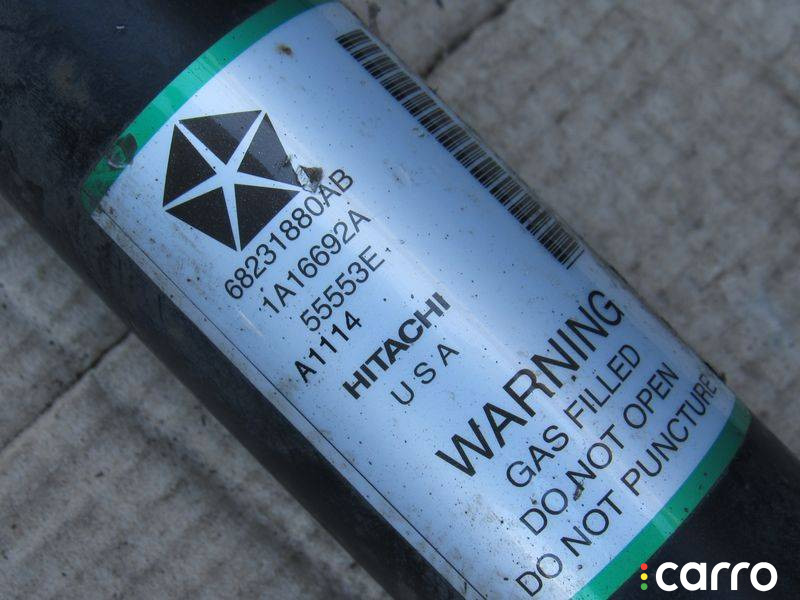 68231880AB
1A16692A
55553E
A1114
HITACHI
USA
WARNING
GAS FILLED
DO NOT OPEN
DO NOT PUNCTURE
carro